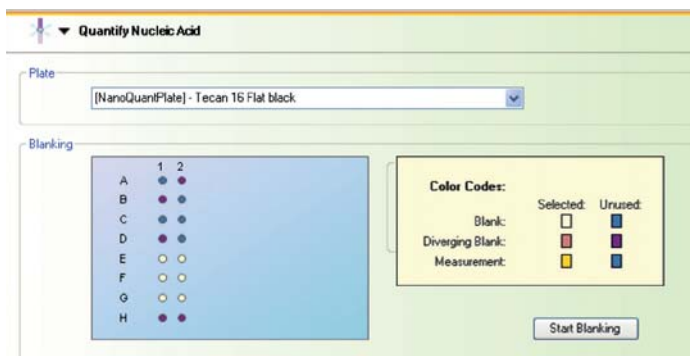 Quantify Nucleic Acid
Plate
[NanoQuantPlate] - Tecan 16 Flat black
Blanking
1 2
A
B
C
D
E
F
G
H
Color Codes:
Selected: Unused:
Blank:
Diverging Blank:
Measurement:
Start Blanking